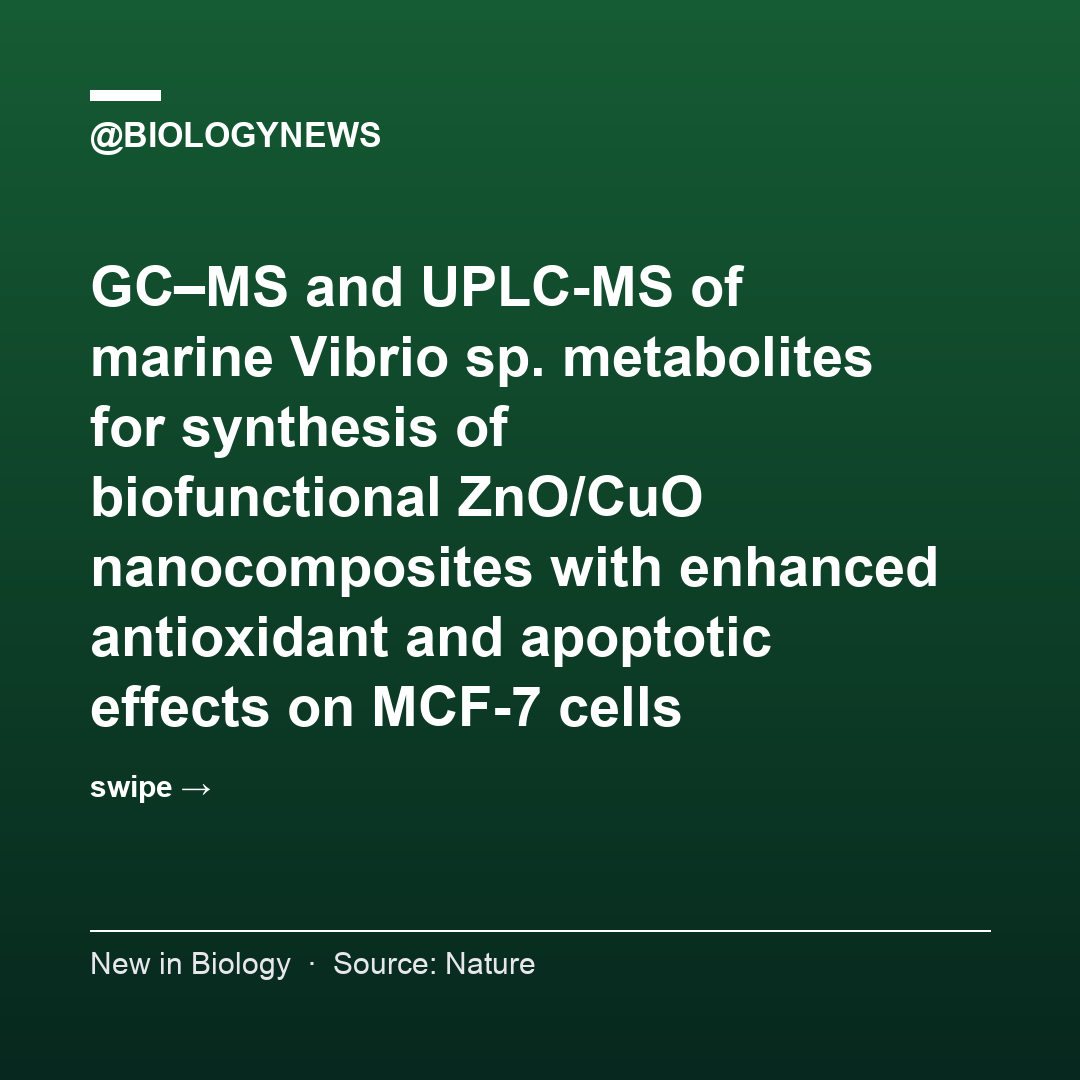 @BIOLOGYNEWS
GC–MS and UPLC-MS of
marine Vibrio sp. metabolites
for synthesis of
biofunctional ZnO/CuO
nanocomposites with enhanced
antioxidant and apoptotic
effects on MCF-7 cells
swipe →
New in Biology · Source: Nature